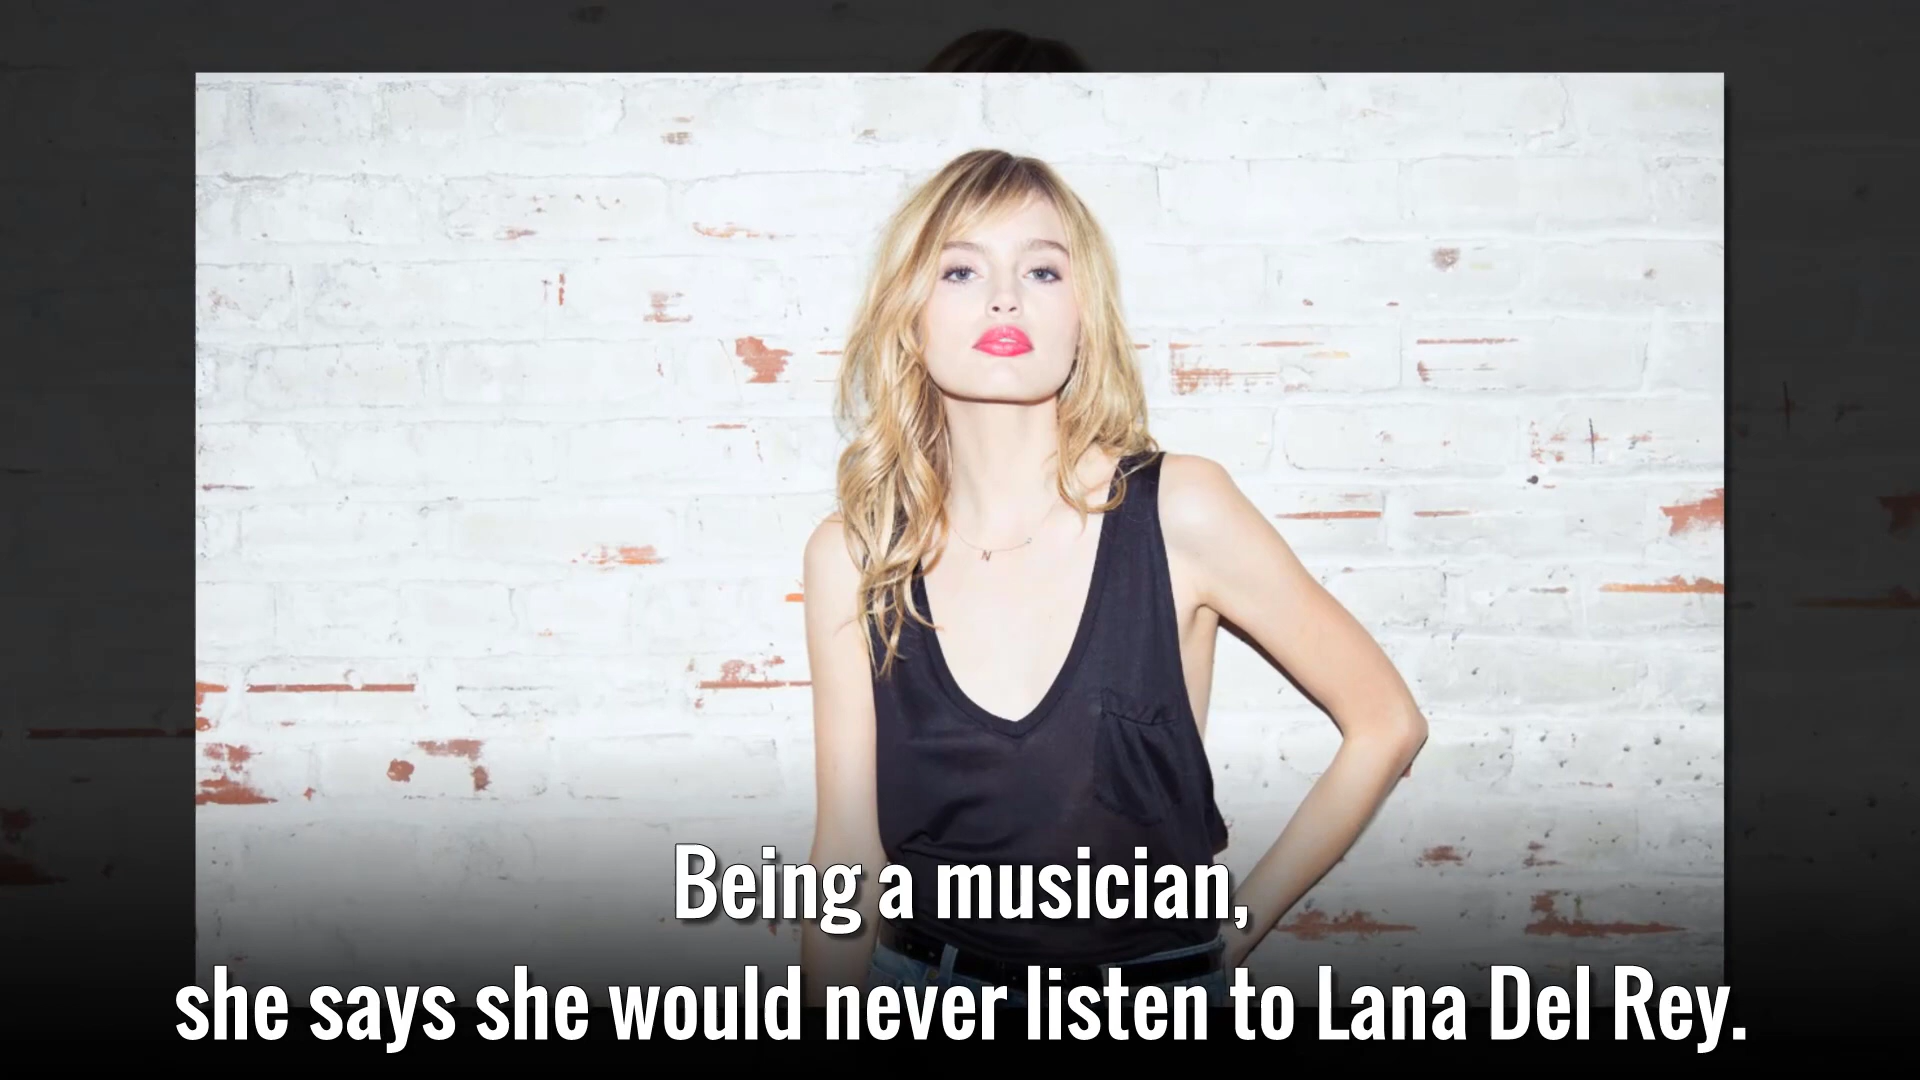 N
Being a musician,
she says she would never listen to Lana Del Rey.